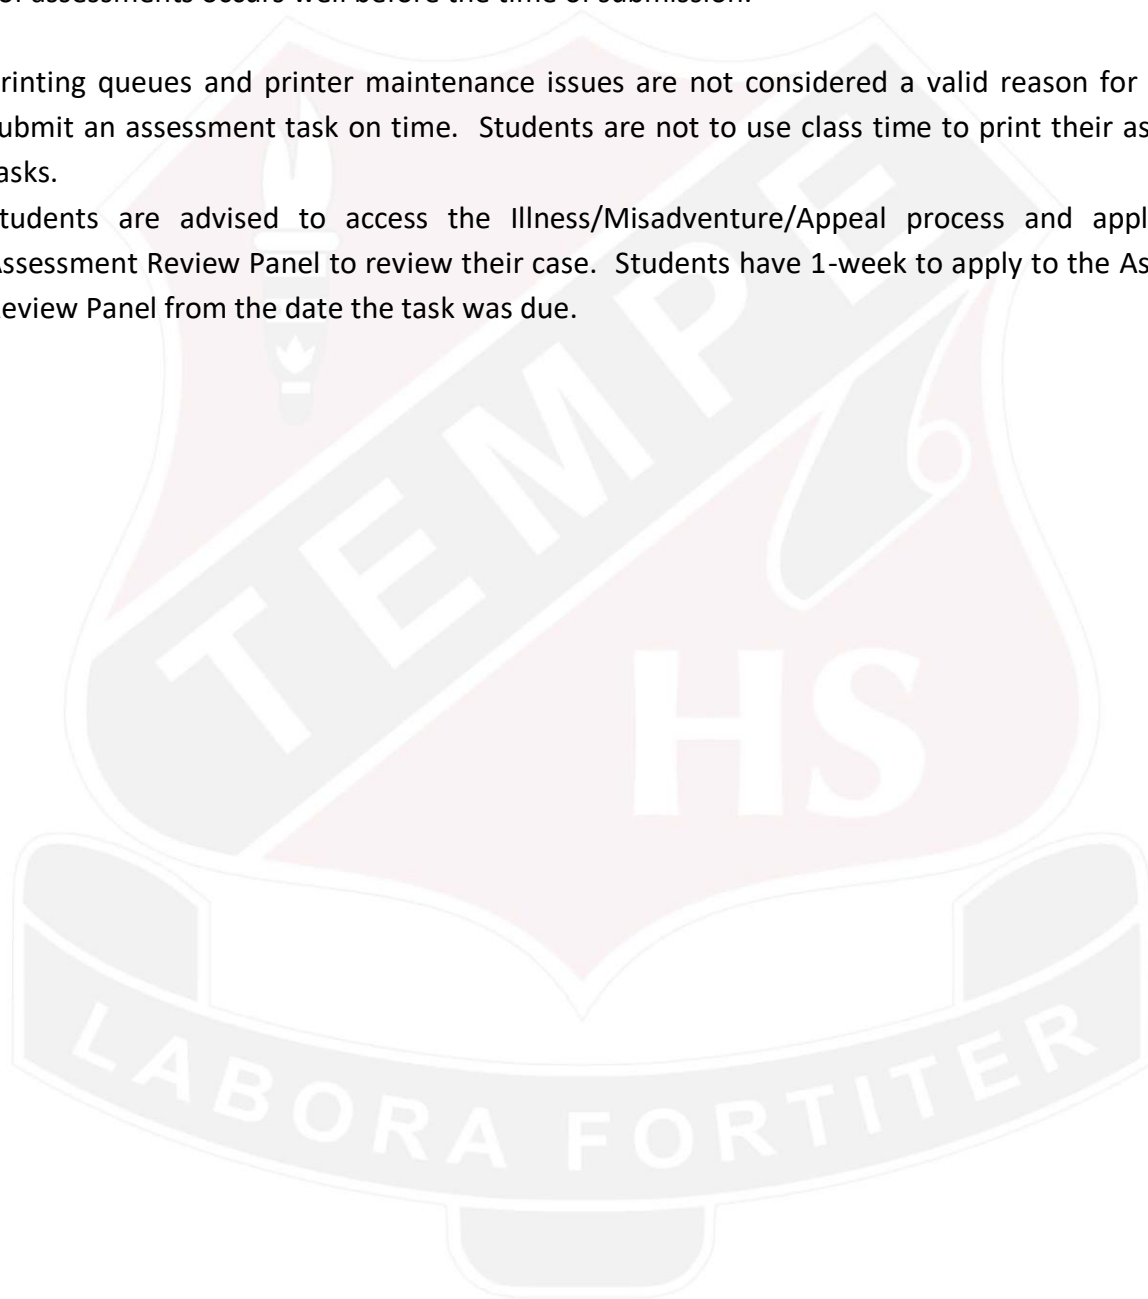 of assessments occurs well before the time of submission.
rinting queues and printer maintenance issues are not considered a valid reason for
ubmit an assessment task on time. Students are not to use class time to print their as
asks.
tudents are advised to access the Illness/Misadventure/Appeal process and appl
ssessment Review Panel to review their case. Students have 1-week to apply to the As
eview Panel from the date the task was due.
TEMPE
HS
LABORA FORTITER